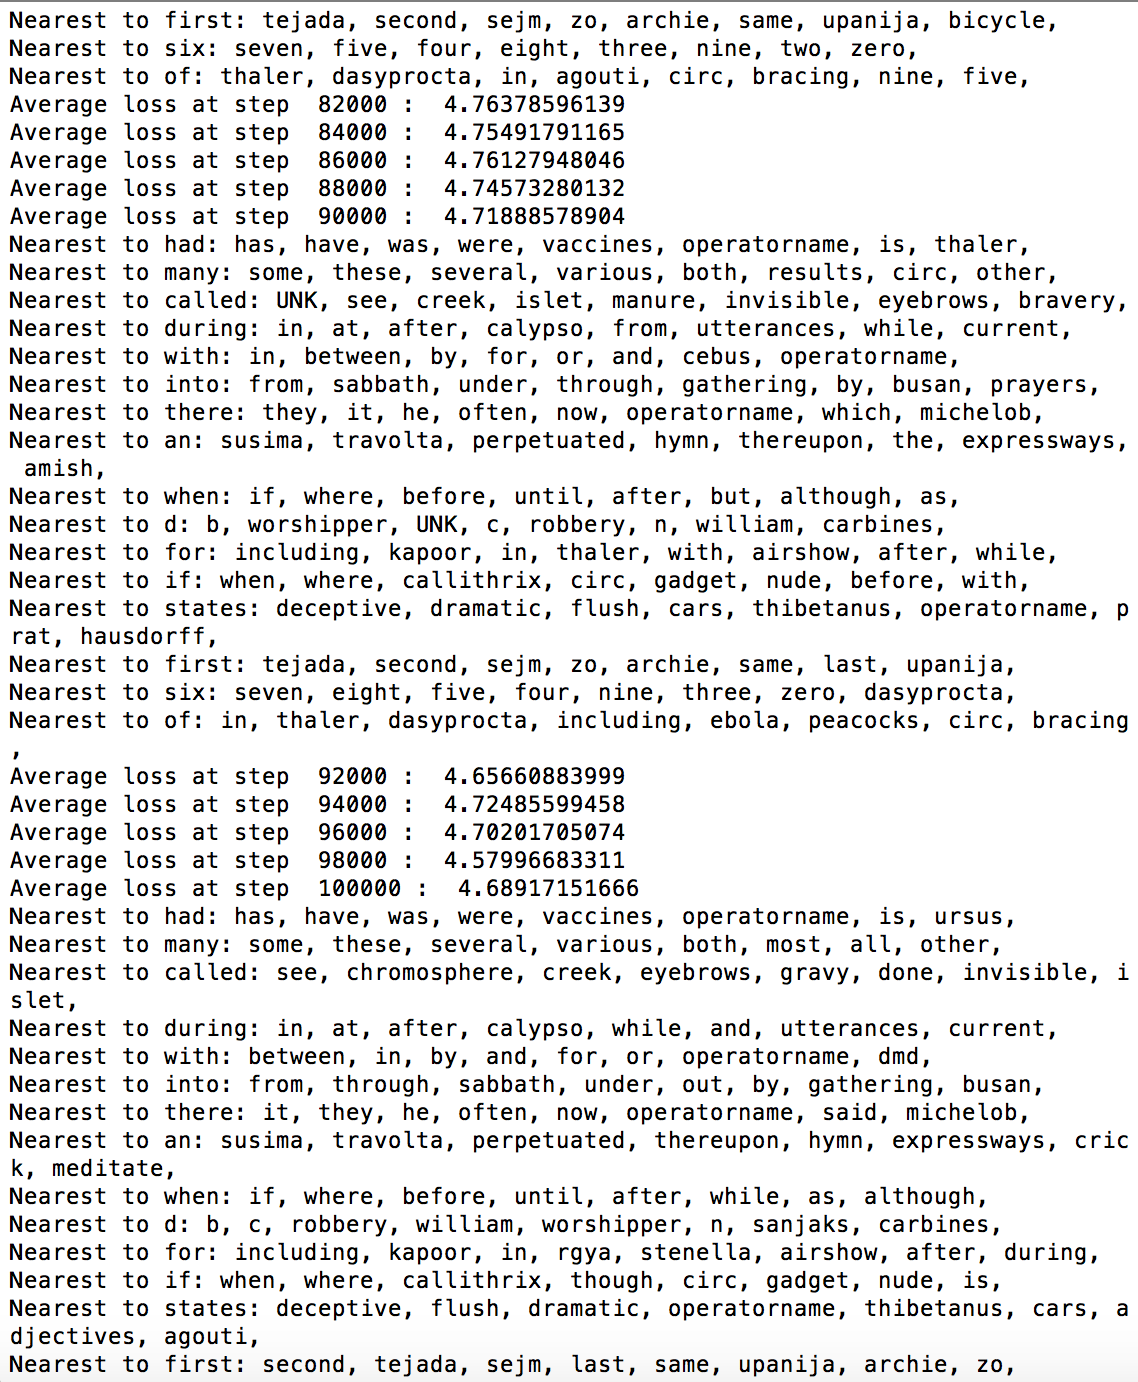 Nearest to first: tejada, second, sejm, zo, archie, same, upanija, bicycle,
Nearest to six: seven, five, four, eight, three, nine, two, zero,
Nearest to of: thaler, dasyprocta, in, agouti, circ, bracing, nine, five,
Average loss at step  82000 :  4.76378596139
Average loss at step  84000 :  4.75491791165
Average loss at step  86000 :  4.76127948046
Average loss at step  88000 :  4.74573280132
Average loss at step  90000 :  4.71888578904
Nearest to had: has, have, was, were, vaccines, operatorname, is, thaler,
Nearest to many: some, these, several, various, both, results, circ, other,
Nearest to called: UNK, see, creek, islet, manure, invisible, eyebrows, bravery,
Nearest to during: in, at, after, calypso, from, utterances, while, current,
Nearest to with: in, between, by, for, or, and, cebus, operatorname,
Nearest to into: from, sabbath, under, through, gathering, by, busan, prayers,
Nearest to there: they, it, he, often, now, operatorname, which, michelob,
Nearest to an: susima, travolta, perpetuated, hymn, thereupon, the, expressways,
 amish,
Nearest to when: if, where, before, until, after, but, although, as,
Nearest to d: b, worshipper, UNK, c, robbery, n, william, carbines,
Nearest to for: including, kapoor, in, thaler, with, airshow, after, while,
Nearest to if: when, where, callithrix, circ, gadget, nude, before, with,
Nearest to states: deceptive, dramatic, flush, cars, thibetanus, operatorname, p
rat, hausdorff,
Nearest to first: tejada, second, sejm, zo, archie, same, last, upanija,
Nearest to six: seven, eight, five, four, nine, three, zero, dasyprocta,
Nearest to of: in, thaler, dasyprocta, including, ebola, peacocks, circ, bracing
,
Average loss at step  92000 :  4.65660883999
Average loss at step  94000 :  4.72485599458
Average loss at step  96000 :  4.70201705074
Average loss at step  98000 :  4.57996683311
Average loss at step  100000 :  4.68917151666
Nearest to had: has, have, was, were, vaccines, operatorname, is, ursus,
Nearest to many: some, these, several, various, both, most, all, other,
Nearest to called: see, chromosphere, creek, eyebrows, gravy, done, invisible, i
slet,
Nearest to during: in, at, after, calypso, while, and, utterances, current,
Nearest to with: between, in, by, and, for, or, operatorname, dmd,
Nearest to into: from, through, sabbath, under, out, by, gathering, busan,
Nearest to there: it, they, he, often, now, operatorname, said, michelob,
Nearest to an: susima, travolta, perpetuated, thereupon, hymn, expressways, cric
k, meditate,
Nearest to when: if, where, before, until, after, while, as, although,
Nearest to d: b, c, robbery, william, worshipper, n, sanjaks, carbines,
Nearest to for: including, kapoor, in, rgya, stenella, airshow, after, during,
Nearest to if: when, where, callithrix, though, circ, gadget, nude, is,
Nearest to states: deceptive, flush, dramatic, operatorname, thibetanus, cars, a
djectives, agouti,
Nearest to first: second, tejada, sejm, last, same, upanija, archie, zo,